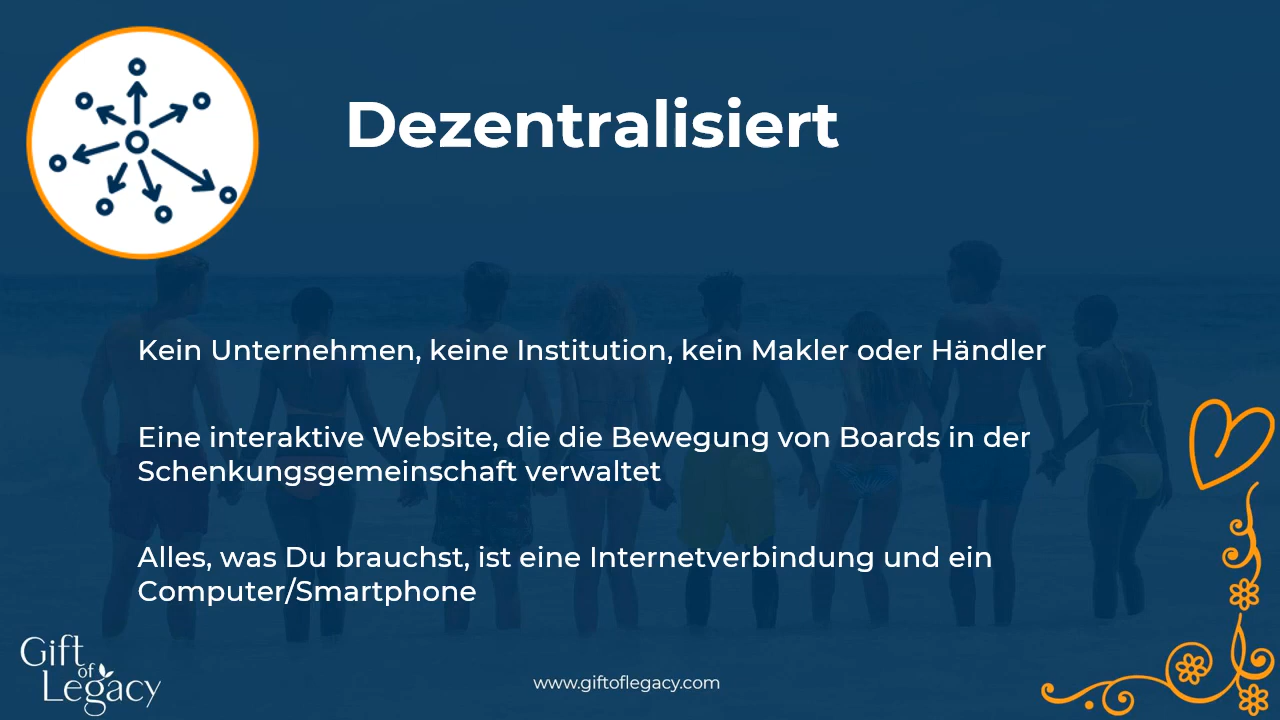 Dezentralisiert
Kein Unternehmen, keine Institution, kein Makler oder Händler
Eine interaktive Website, die die Bewegung von Boards in der
Schenkungsgemeinschaft verwaltet
Alles, was Du brauchst, ist eine Internetverbindung und ein
Computer/Smartphone
Gift
of
Legacy
www.giftoflegacy.com